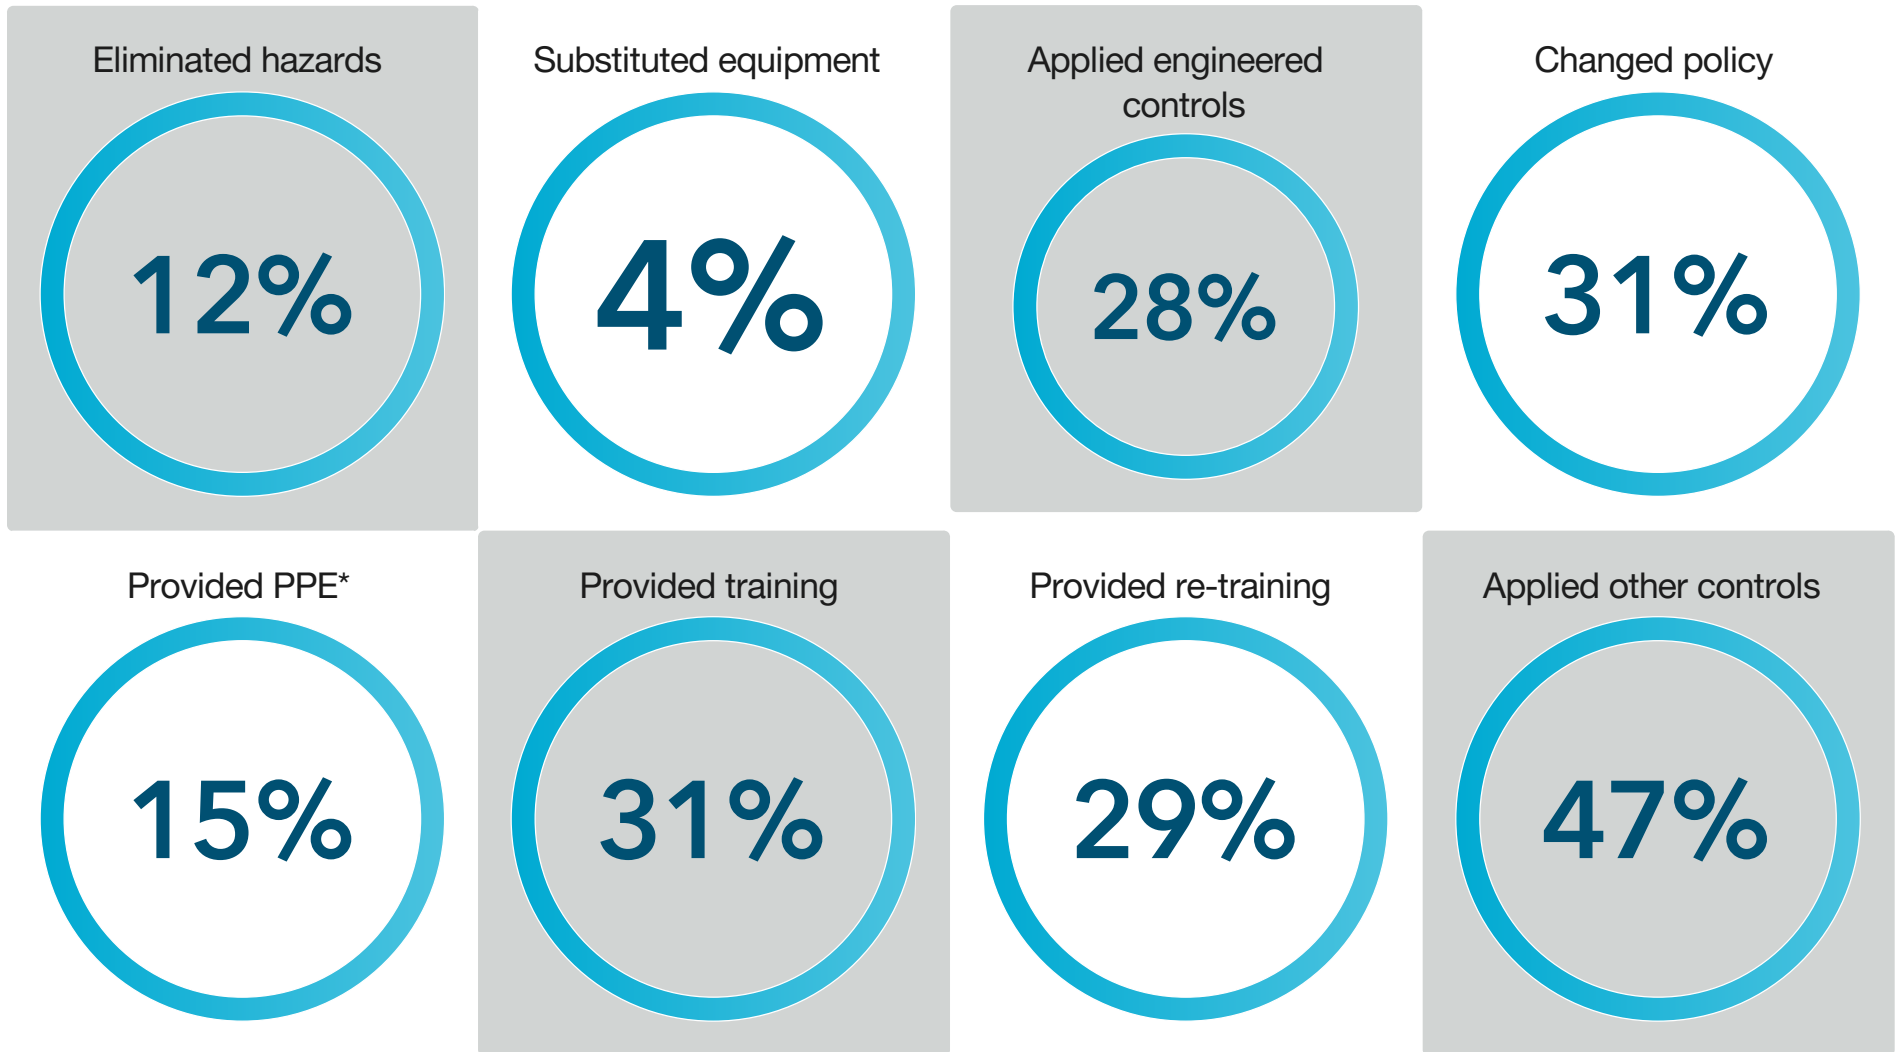 Eliminated hazards
12%
Substituted equipment
4%
Applied engineered
controls
28%
Changed policy
31%
Provided PPE*
15%
Provided training
31%
Provided re-training
29%
Applied other controls
47%